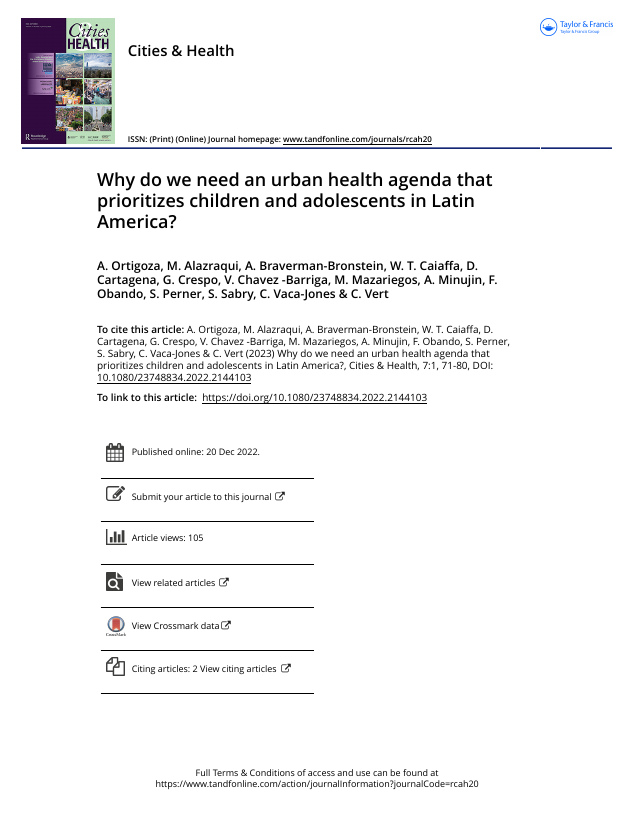 Cities
HEALTH
Routledge
Taylor & Francis
Taylor & Francis Group
Cities & Health
ISSN: (Print) (Online) Journal homepage: www.tandfonline.com/journals/rcah20
Why do we need an urban health agenda that
prioritizes children and adolescents in Latin
America?
A. Ortigoza, M. Alazraqui, A. Braverman-Bronstein, W. T. Caiaffa, D.
Cartagena, G. Crespo, V. Chavez -Barriga, M. Mazariegos, A. Minujin, F.
Obando, S. Perner, S. Sabry, C. Vaca-Jones & C. Vert
To cite this article: A. Ortigoza, M. Alazraqui, A. Braverman-Bronstein, W. T. Caiaffa, D.
Cartagena, G. Crespo, V. Chavez -Barriga, M. Mazariegos, A. Minujin, F. Obando, S. Perner,
S. Sabry, C. Vaca-Jones & C. Vert (2023) Why do we need an urban health agenda that
prioritizes children and adolescents in Latin America?, Cities & Health, 7:1, 71-80, DOI:
10.1080/23748834.2022.2144103
To link to this article: https://doi.org/10.1080/23748834.2022.2144103
Published online: 20 Dec 2022.
Submit your article to this journal
Article views: 105
View related articles
CrossMark
View Crossmark data
Citing articles: 2 View citing articles
Full Terms & Conditions of access and use can be found at
https://www.tandfonline.com/action/journalInformation?journalCode=rcah20